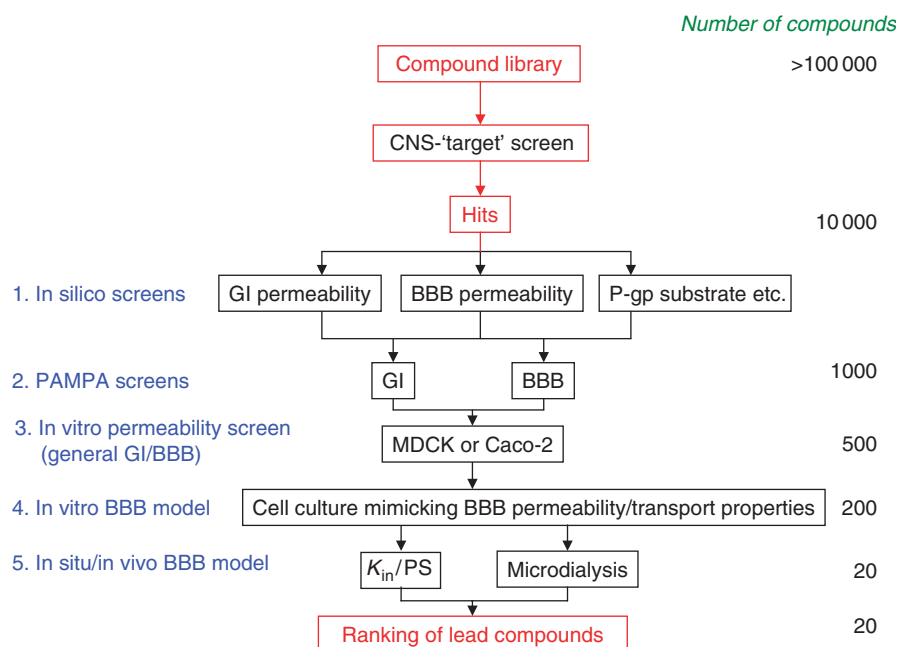 Number of compounds
Compound library
>100 000
CNS-‘target’ screen
Hits
10 000
1. In silico screens
GI permeability
BBB permeability
P-gp substrate etc.
2. PAMPA screens
GI
BBB
1000
3. In vitro permeability screen
(general GI/BBB)
MDCK or Caco-2
500
4. In vitro BBB model
Cell culture mimicking BBB permeability/transport properties
200
5. In situ/in vivo BBB model
Kin/PS
Microdialysis
20
Ranking of lead compounds
20